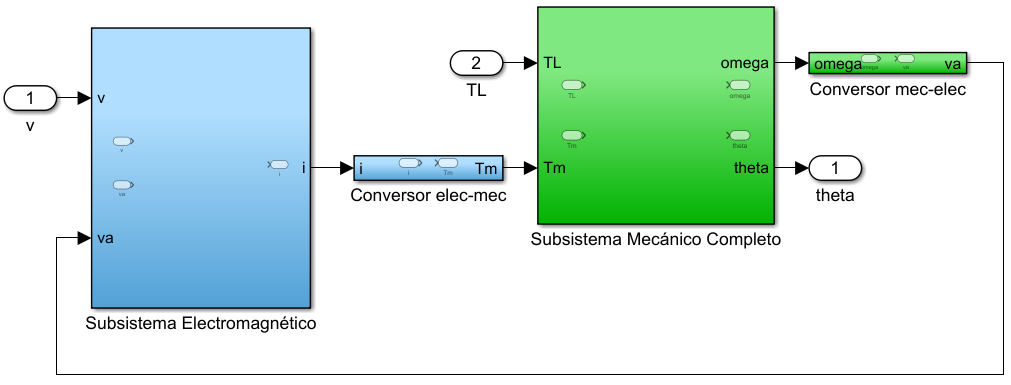 1
v
v
v
va
va
i
i
Subsistema Electromagnético
i
i
Tm
Tm
Conversor elec-mec
2
TL
TL
TL
Tm
Tm
omega
omega
theta
theta
Subsistema Mecánico Completo
omega
omega
va
va
Conversor mec-elec
1
theta